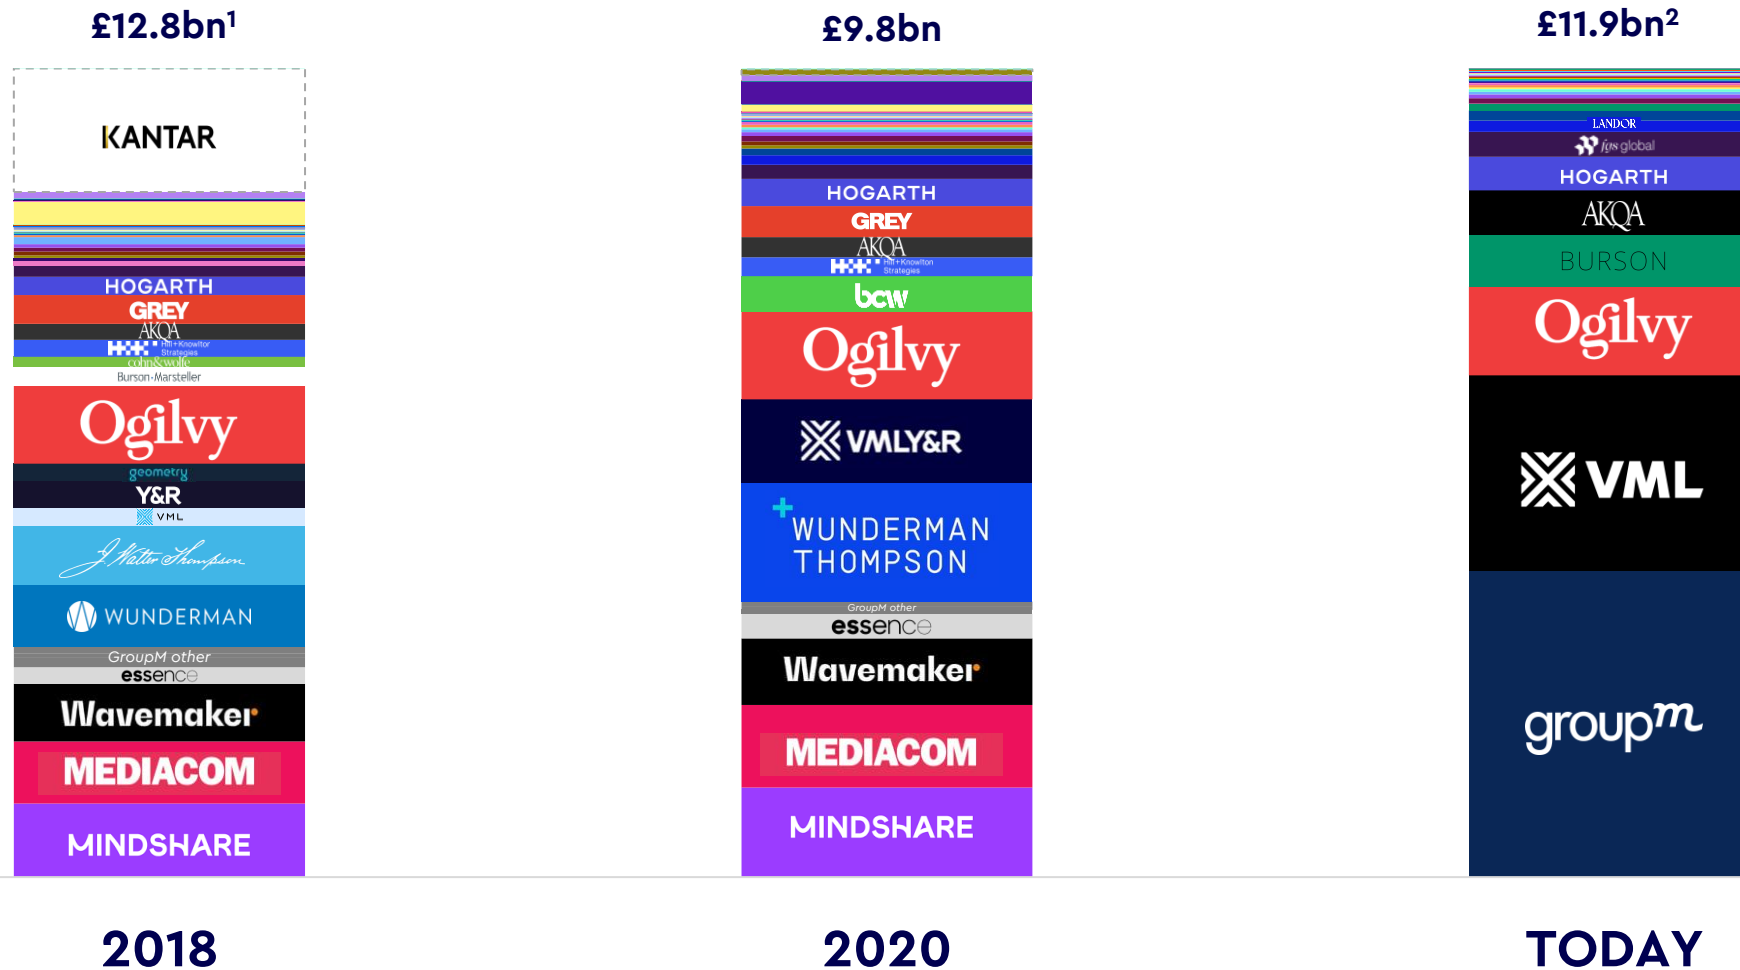 £12.8bn¹
KANTAR
HOGARTH
GREY
AKQA
H+K Hill+Knowlton
Strategies
cohn&wolfe
Burson-Marsteller
Ogilvy
geometry
Y&R
VML
J. Walter Thompson
WUNDERMAN
GroupM other
essence
Wavemaker
MEDIACOM
MINDSHARE
2018
£9.8bn
HOGARTH
GREY
AKQA
H+K Hill+Knowlton
Strategies
bcw
Ogilvy
VMLY&R
WUNDERMAN
THOMPSON
GroupM other
essence
Wavemaker
MEDIACOM
MINDSHARE
2020
£11.9bn²
LANDOR
fgs global
HOGARTH
AKQA
BURSON
Ogilvy
VML
groupm
TODAY